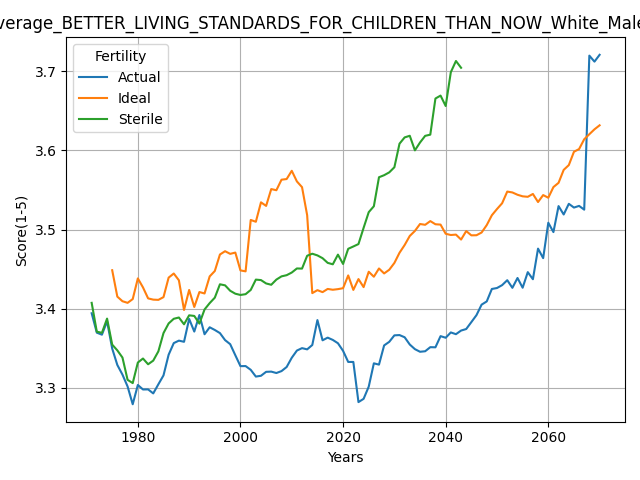 verage_BETTER_LIVING_STANDARDS_FOR_CHILDREN_THAN_NOW_White_Male
Fertility
Actual
Ideal
Sterile
Score(1-5)
3.7
3.6
3.5
3.4
3.3
1980 2000 2020 2040 2060
Years